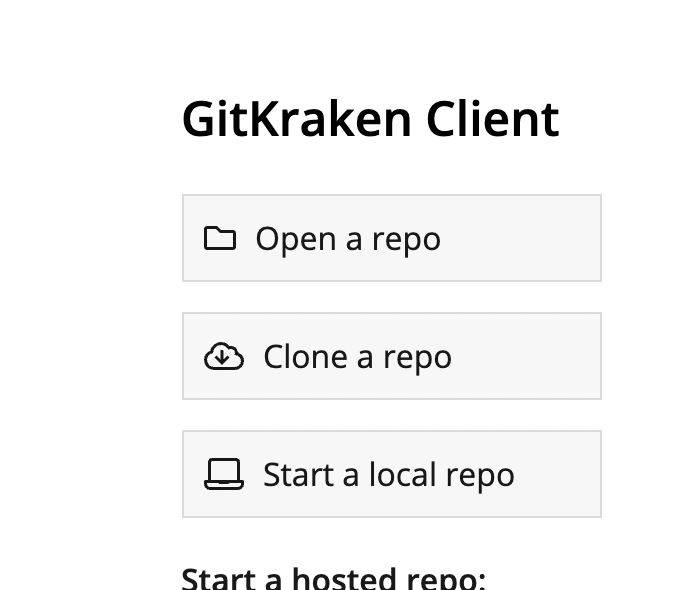 GitKraken Client
Open a repo
Clone a repo
Start a local repo
Start a hosted repo: